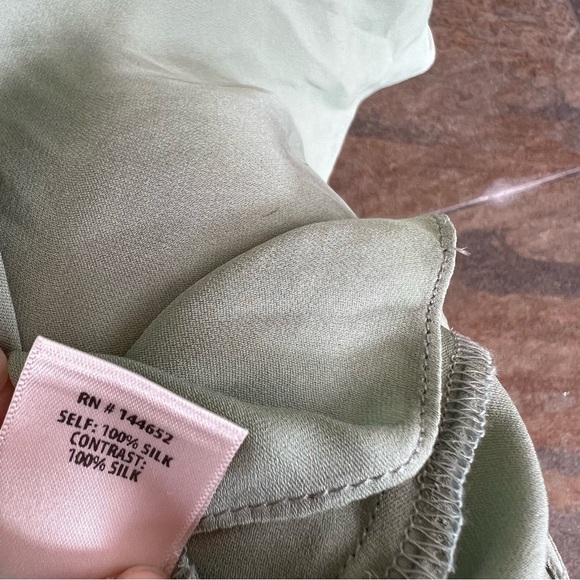 RN # 144652
SELF: 100% SILK
CONTRAST:
100% SILK